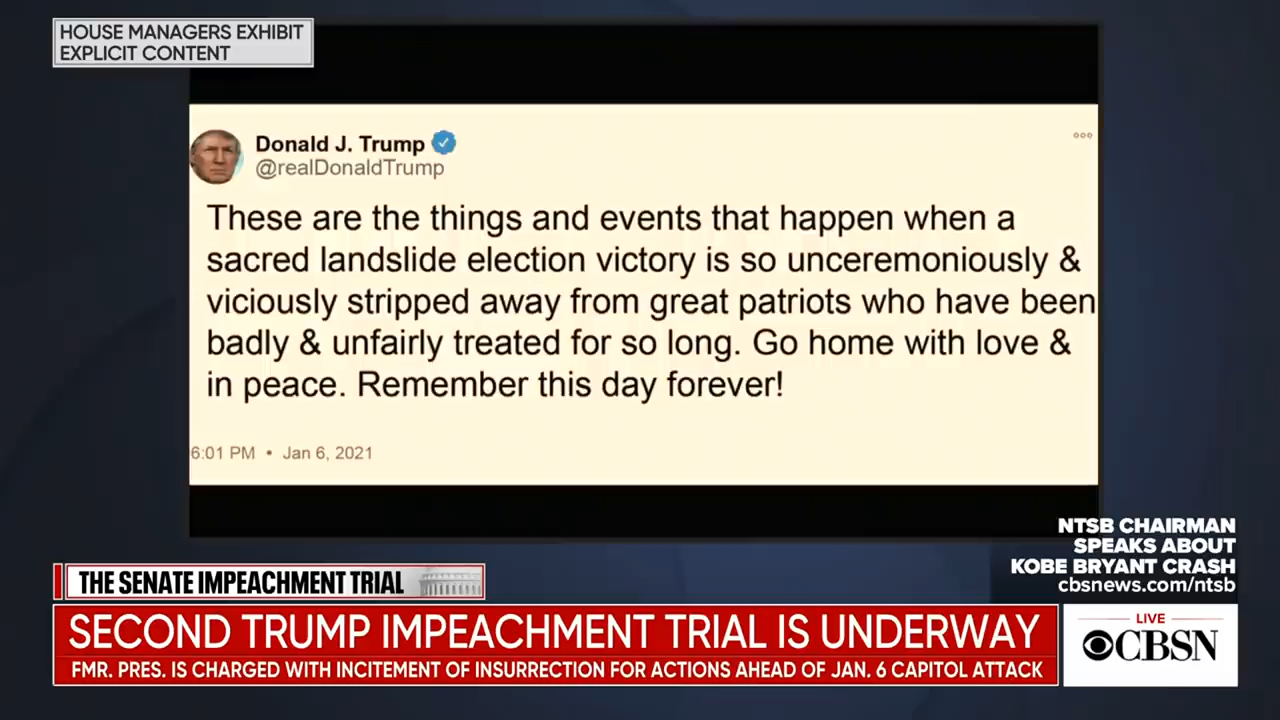 HOUSE MANAGERS EXHIBIT
EXPLICIT CONTENT
Donald J. Trump
@realDonaldTrump
These are the things and events that happen when a
sacred landslide election victory is so unceremoniously &
viciously stripped away from great patriots who have been
badly & unfairly treated for so long. Go home with love &
in peace. Remember this day forever!
6:01 PM • Jan 6, 2021
NTSB CHAIRMAN
SPEAKS ABOUT
KOBE BRYANT CRASH
cbsnews.com/ntsb
THE SENATE IMPEACHMENT TRIAL
SECOND TRUMP IMPEACHMENT TRIAL IS UNDERWAY
FMR. PRES. IS CHARGED WITH INCITEMENT OF INSURRECTION FOR ACTIONS AHEAD OF JAN. 6 CAPITOL ATTACK
LIVE
CBSN